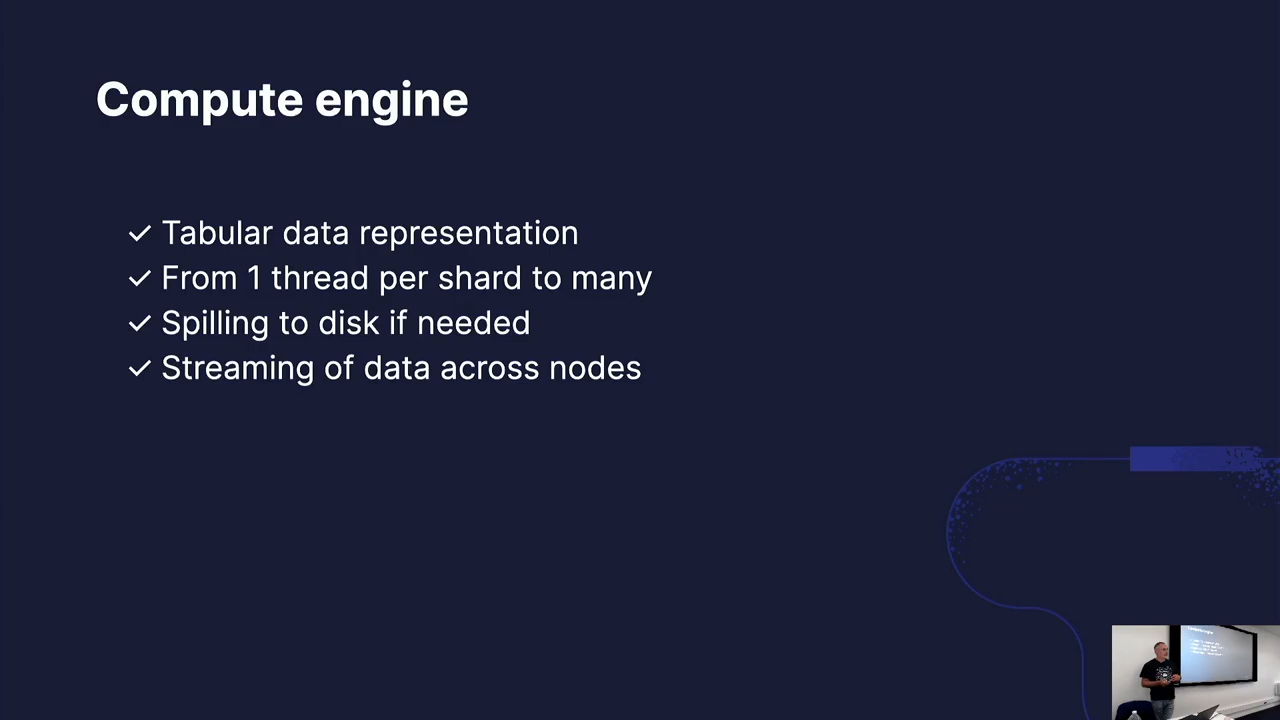 Compute engine
✓ Tabular data representation
✓ From 1 thread per shard to many
✓ Spilling to disk if needed
✓ Streaming of data across nodes